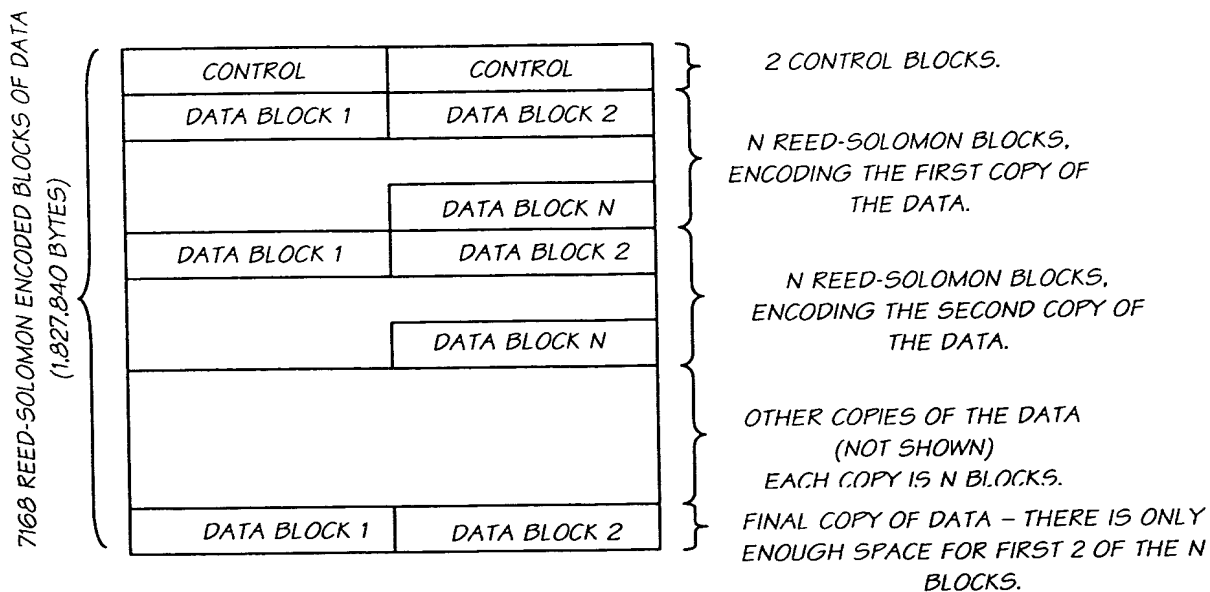 7168 REED-SOLOMON ENCODED BLOCKS OF DATA
(1,827,840 BYTES)
CONTROL CONTROL
2 CONTROL BLOCKS.
DATA BLOCK 1 DATA BLOCK 2
N REED-SOLOMON BLOCKS,
ENCODING THE FIRST COPY OF
THE DATA.
DATA BLOCK N
DATA BLOCK 1 DATA BLOCK 2
N REED-SOLOMON BLOCKS,
ENCODING THE SECOND COPY OF
THE DATA.
DATA BLOCK N
OTHER COPIES OF THE DATA
(NOT SHOWN)
EACH COPY IS N BLOCKS.
DATA BLOCK 1 DATA BLOCK 2
FINAL COPY OF DATA – THERE IS ONLY
ENOUGH SPACE FOR FIRST 2 OF THE N
BLOCKS.